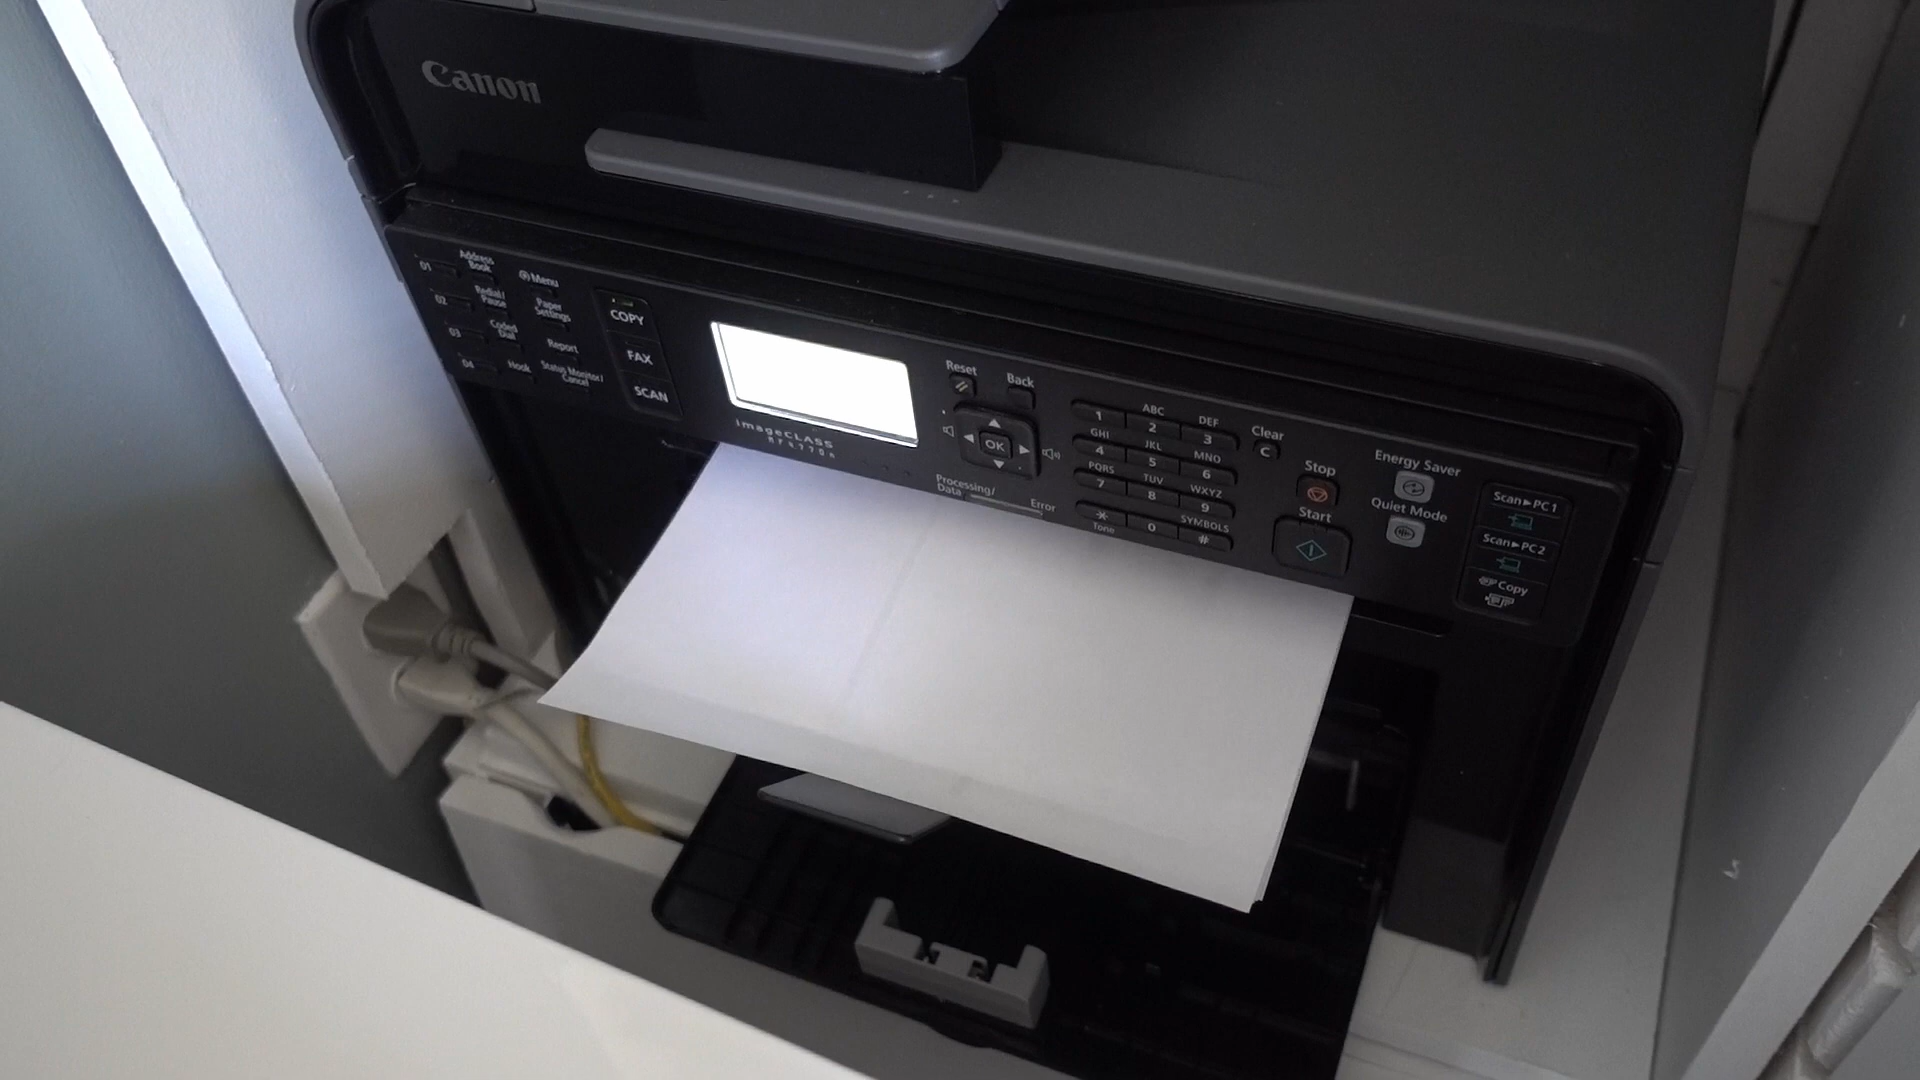 Canon
01
Address
Book
Menu
02
Redial/
Pause
Paper
Settings
03
Coded
Dial
Report
04
Hook
Status Monitor/
Cancel
COPY
FAX
SCAN
imageCLASS
MF4770n
Reset
Back
OK
Processing/
Data
Error
1
ABC
2
DEF
3
GHI
4
JKL
5
MNO
6
PQRS
7
TUV
8
WXYZ
9
*
Tone
0
SYMBOLS
#
Clear
C
Stop
Start
Energy Saver
Quiet Mode
Scan▶PC1
Scan▶PC2
Copy